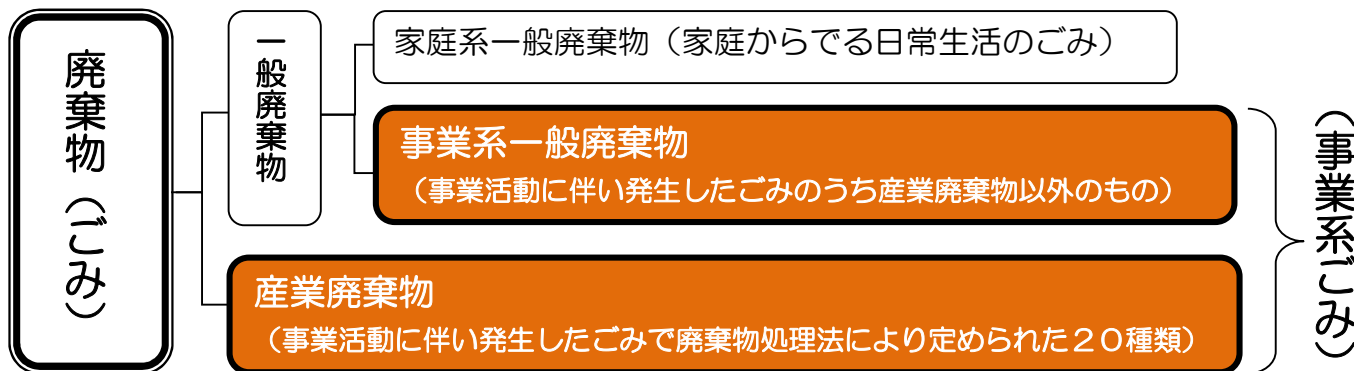 廃棄物（ごみ）
一般廃棄物
家庭系一般廃棄物（家庭からでる日常生活のごみ）
事業系一般廃棄物
（事業活動に伴い発生したごみのうち産業廃棄物以外のもの）
産業廃棄物
（事業活動に伴い発生したごみで廃棄物処理法により定められた２０種類）
（事業系ごみ）